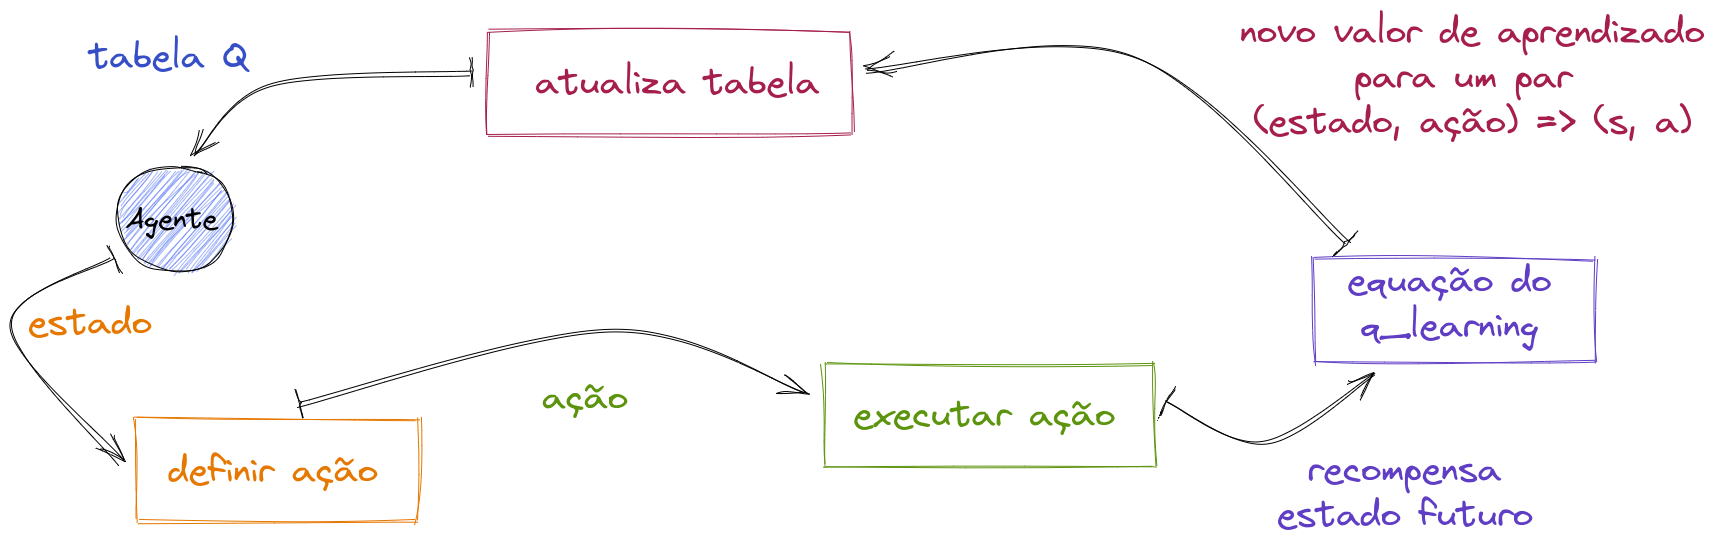 tabela Q
atualiza tabela
novo valor de aprendizado
para um par
(estado, ação) => (s, a)
Agente
estado
equação do
q_learning
ação
executar ação
definir ação
recompensa
estado futuro